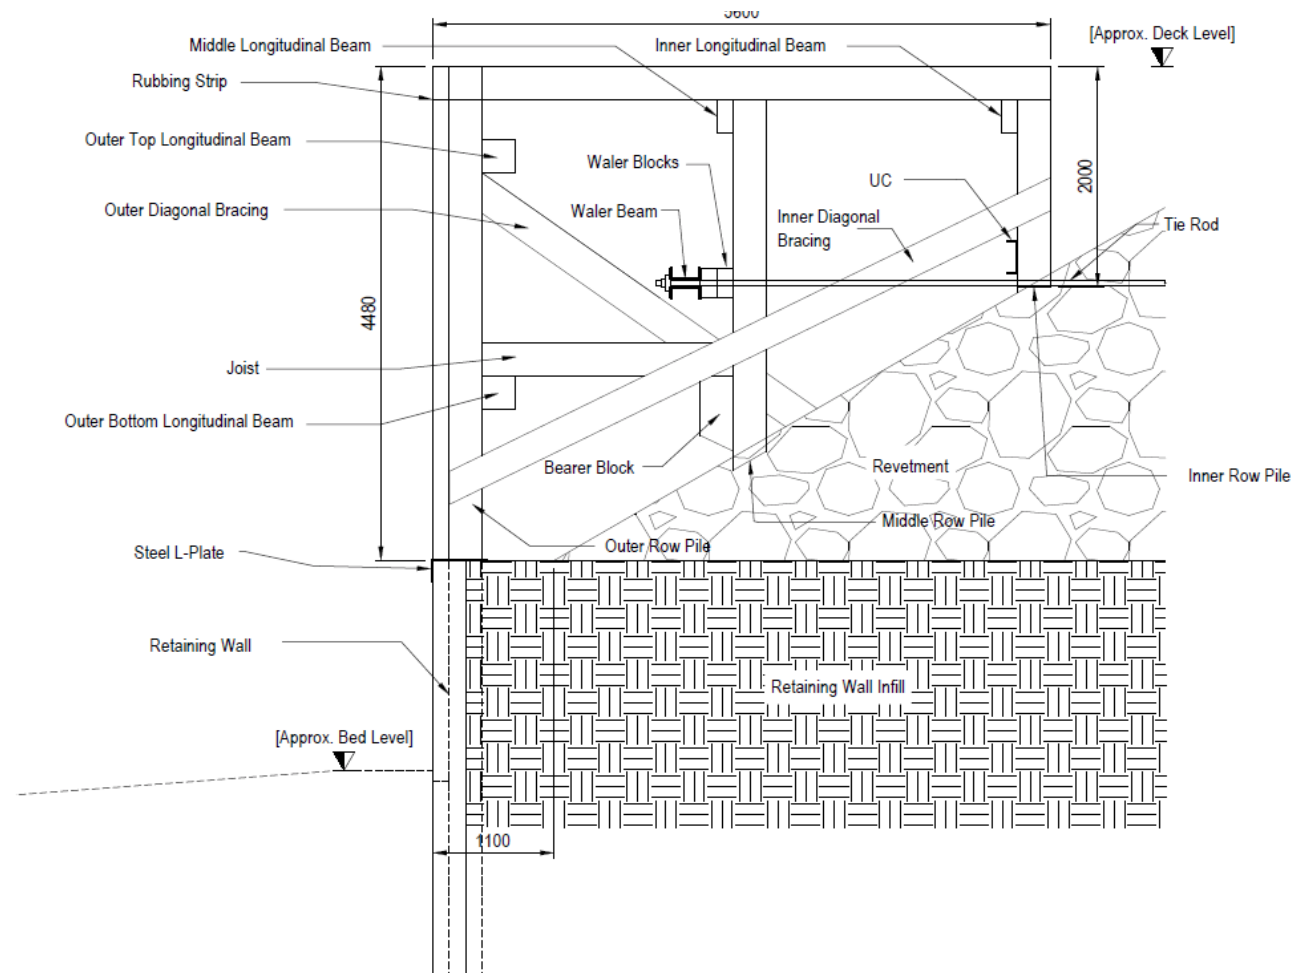 5600
[Approx. Deck Level]
Middle Longitudinal Beam
Inner Longitudinal Beam
Rubbing Strip
Outer Top Longitudinal Beam
Waler Blocks
UC
2000
Outer Diagonal Bracing
Waler Beam
Inner Diagonal
Bracing
Tie Rod
4480
Joist
Outer Bottom Longitudinal Beam
Bearer Block
Revetment
Inner Row Pile
Middle Row Pile
Outer Row Pile
Steel L-Plate
Retaining Wall
Retaining Wall Infill
[Approx. Bed Level]
1100